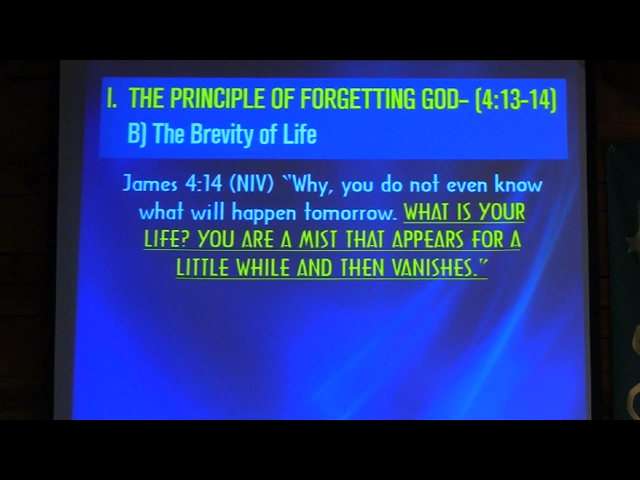 I. THE PRINCIPLE OF FORGETTING GOD– (4:13-14)
B) The Brevity of Life
James 4:14 (NIV) “Why, you do not even know
what will happen tomorrow. WHAT IS YOUR
LIFE? YOU ARE A MIST THAT APPEARS FOR A
LITTLE WHILE AND THEN VANISHES.”